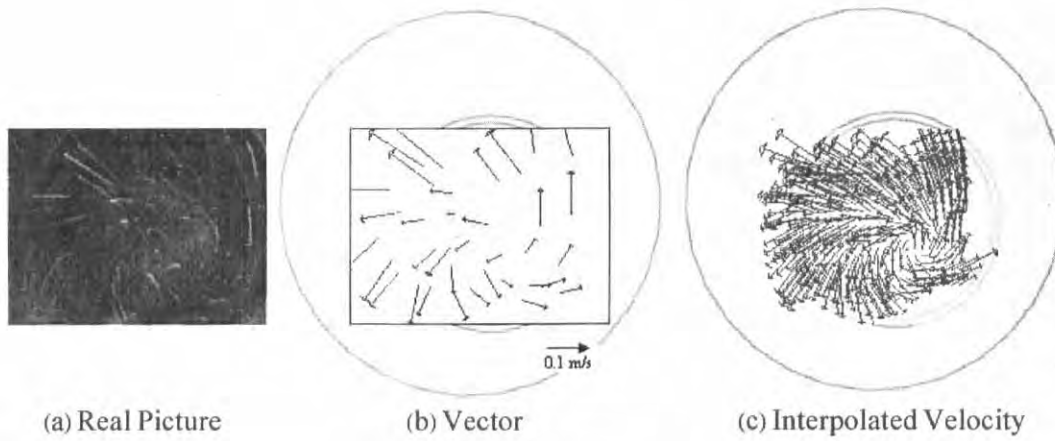 0.1 m/s
(a) Real Picture
(b) Vector
(c) Interpolated Velocity